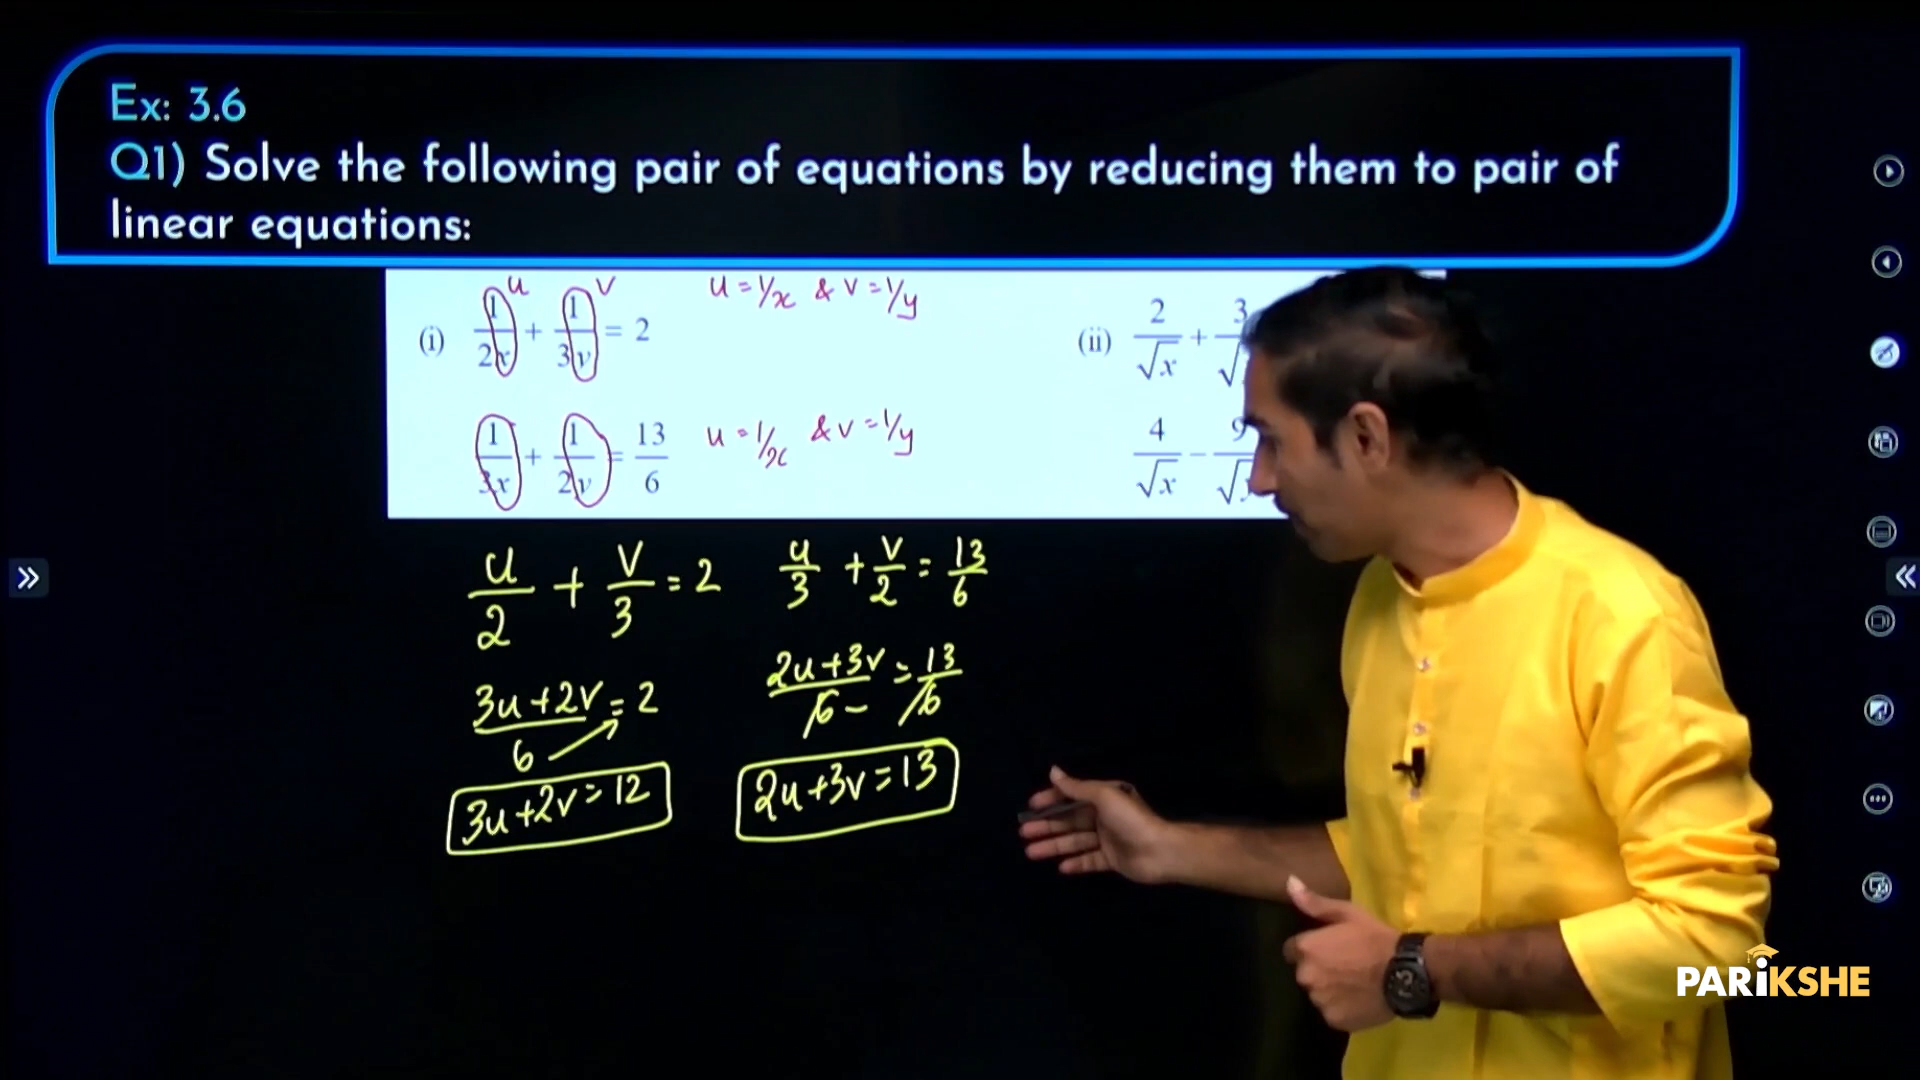 Ex: 3.6
Q1) Solve the following pair of equations by reducing them to pair of
linear equations:
u v u = 1/x & v = 1/y
(i) 1/2x + 1/3y = 2
(ii) 2/√x + 3/√
1/3x + 1/2y = 13/6 u = 1/x & v = 1/y
4/√x - 9/√y
u/2 + v/3 = 2 u/3 + v/2 = 13/6
3u+2v/6 = 2 2u+3v/6 = 13/6
3u+2v=12 2u+3v=13
PARiKSHE